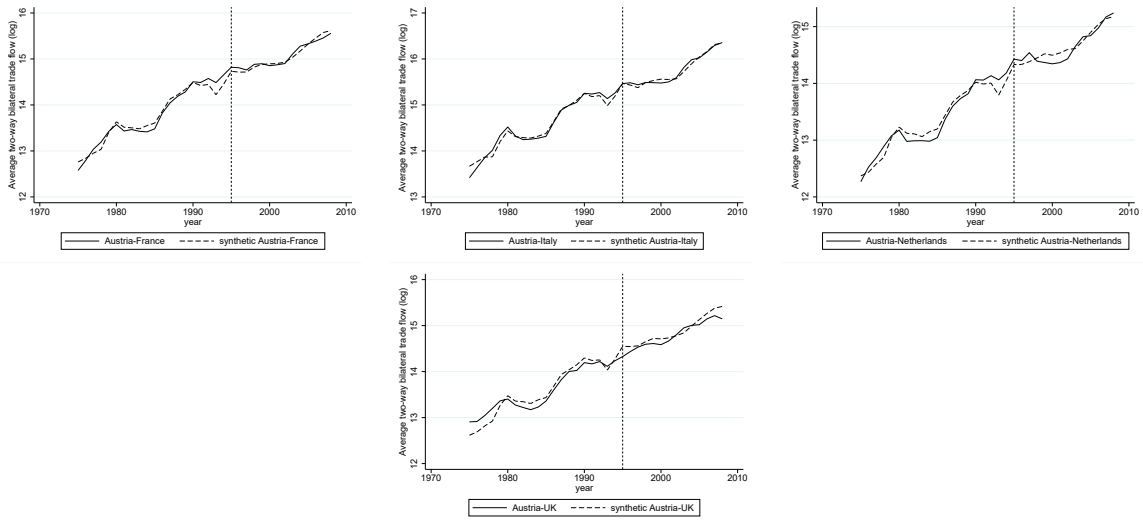 Average two-way bilateral trade flow (log)
16
15
14
13
12
1970 1980 1990 2000 2010
year
Austria-France synthetic Austria-France
Average two-way bilateral trade flow (log)
17
16
15
14
13
1970 1980 1990 2000 2010
year
Austria-Italy synthetic Austria-Italy
Average two-way bilateral trade flow (log)
15
14
13
12
1970 1980 1990 2000 2010
year
Austria-Netherlands synthetic Austria-Netherlands
Average two-way bilateral trade flow (log)
16
15
14
13
12
1970 1980 1990 2000 2010
year
Austria-UK synthetic Austria-UK